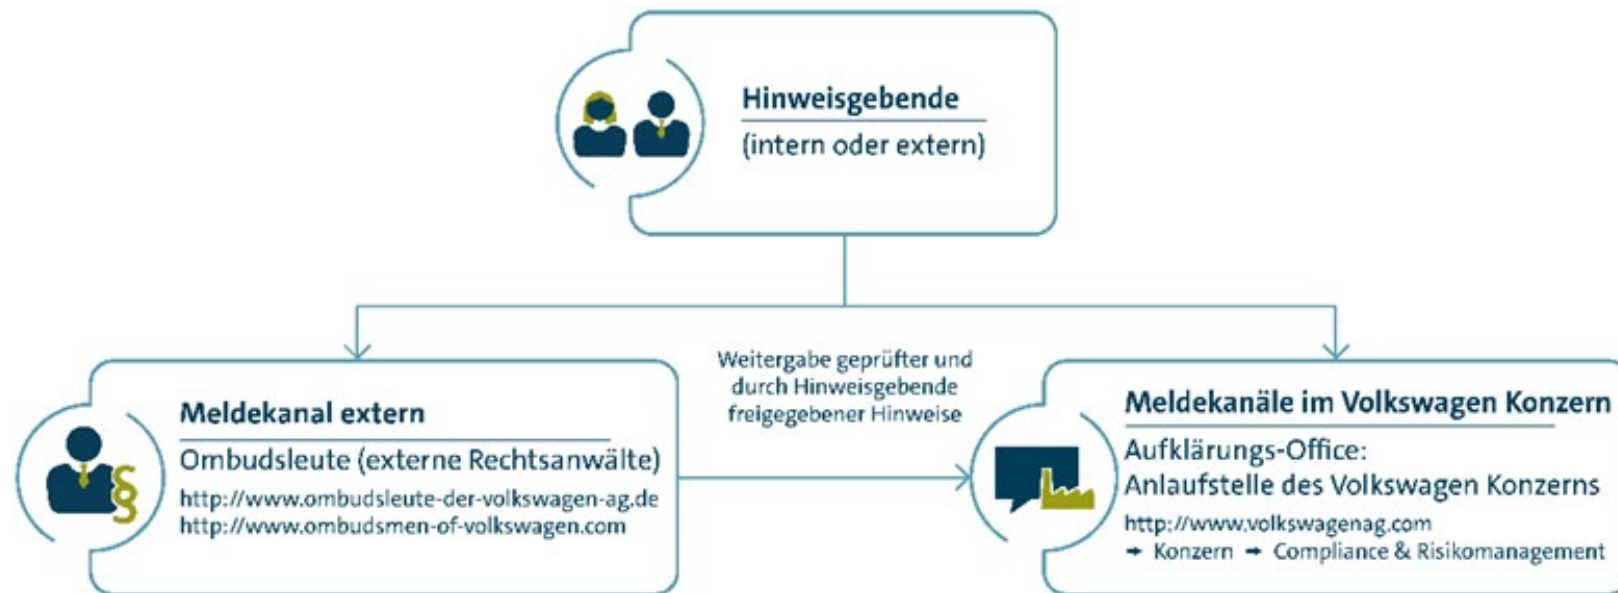 Hinweisgebende
(intern oder extern)
Weitergabe geprüfter und
durch Hinweisgebende
freigegebener Hinweise
Meldekanal extern
Ombudsleute (externe Rechtsanwälte)
http://www.ombudsleute-der-volkswagen-ag.de
http://www.ombudsmen-of-volkswagen.com
Meldekanäle im Volkswagen Konzern
Aufklärungs-Office:
Anlaufstelle des Volkswagen Konzerns
http://www.volkswagenag.com
➞ Konzern ➞ Compliance & Risikomanagement